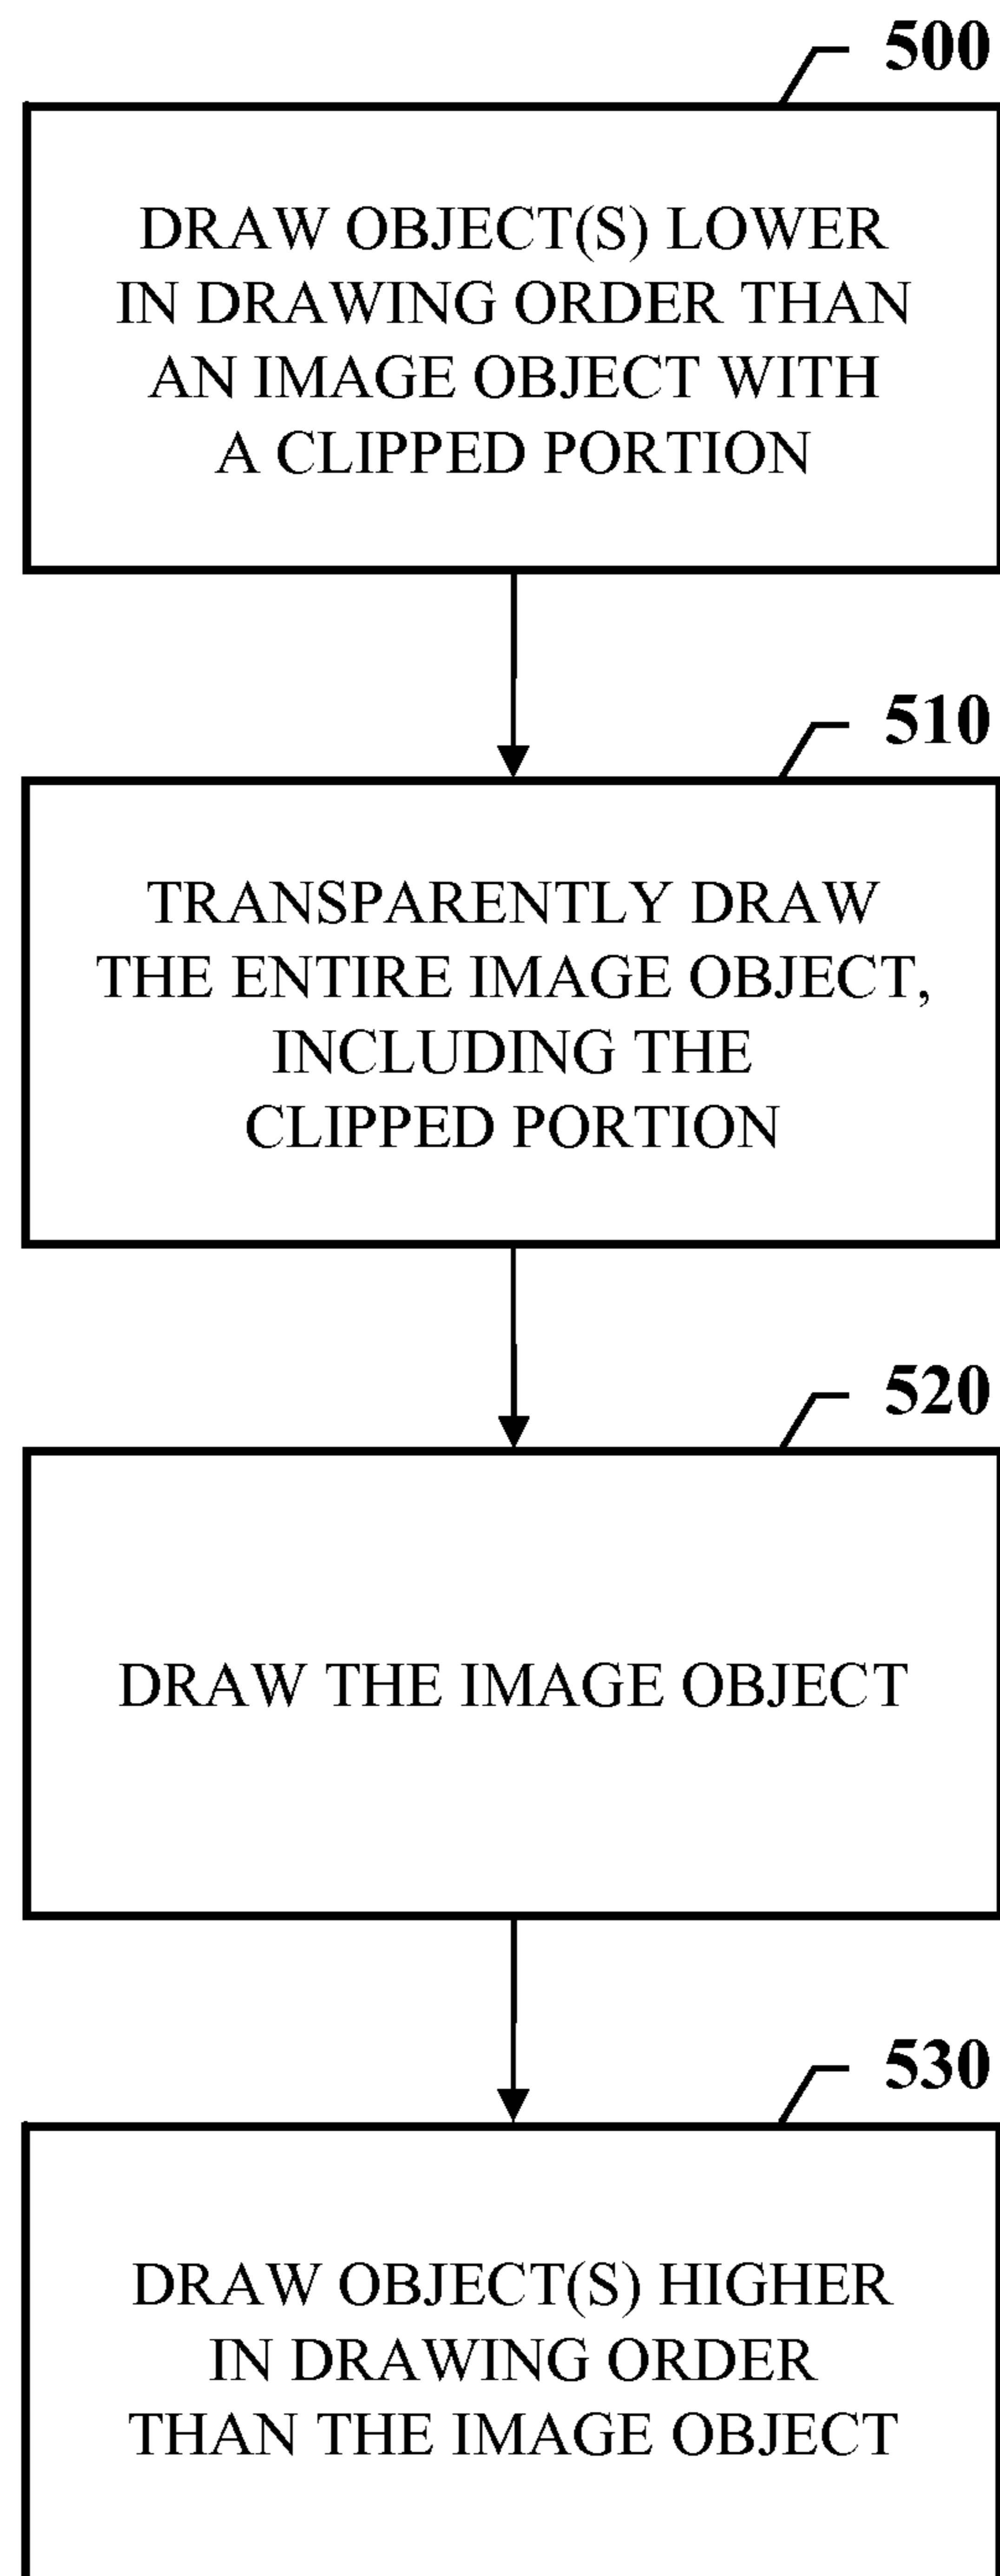 500
DRAW OBJECT(S) LOWER
IN DRAWING ORDER THAN
AN IMAGE OBJECT WITH
A CLIPPED PORTION
510
TRANSPARENTLY DRAW
THE ENTIRE IMAGE OBJECT,
INCLUDING THE
CLIPPED PORTION
520
DRAW THE IMAGE OBJECT
530
DRAW OBJECT(S) HIGHER
IN DRAWING ORDER
THAN THE IMAGE OBJECT